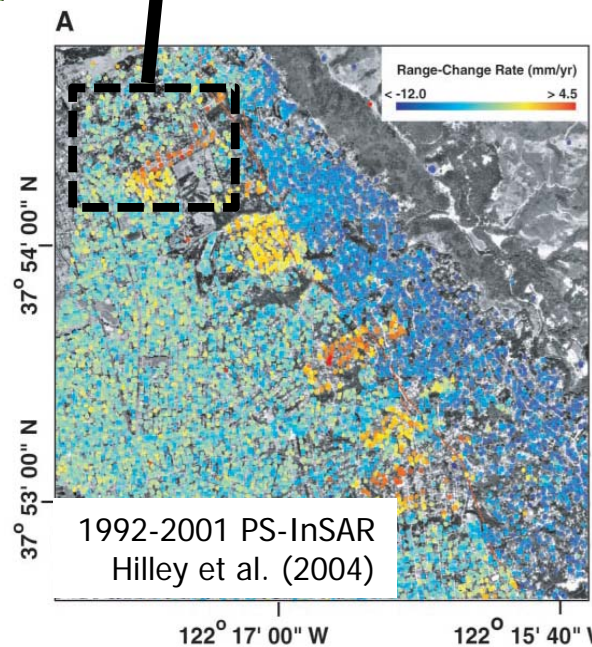 A
Range-Change Rate (mm/yr)
< -12.0 > 4.5
37° 54' 00" N
37° 53' 00" N
1992-2001 PS-InSAR
Hilley et al. (2004)
122° 17' 00" W 122° 15' 40"